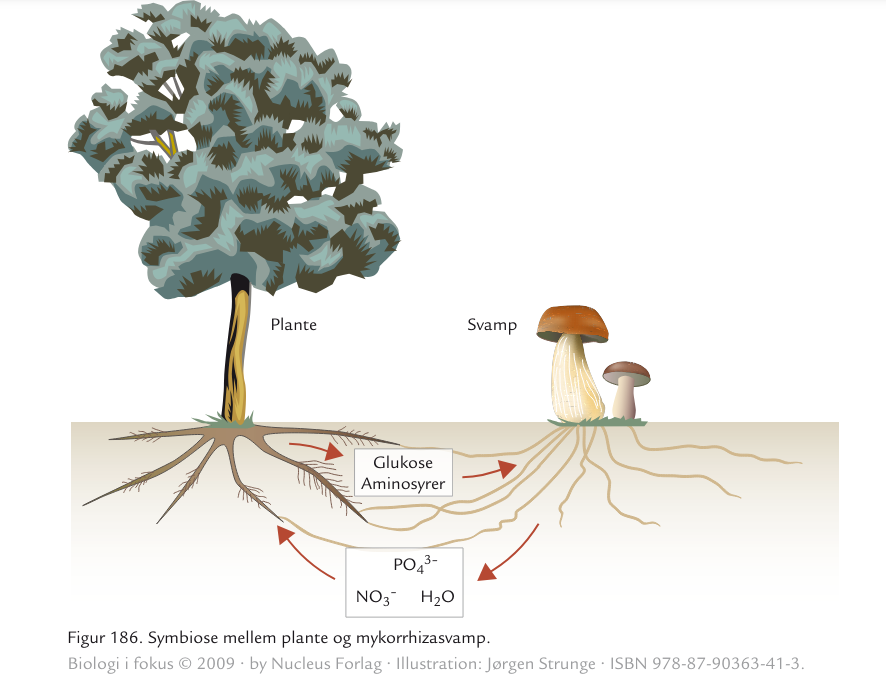 Plante
Svamp
Glukose
Aminosyrer
PO₄³⁻
NO₃⁻ H₂O
Figur 186. Symbiose mellem plante og mykorrhizasvamp.
Biologi i fokus © 2009 · by Nucleus Forlag · Illustration: Jørgen Strunge · ISBN 978-87-90363-41-3.